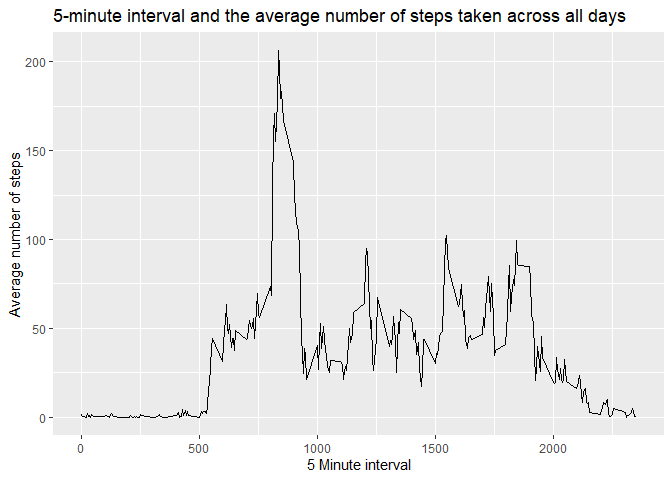 5-minute interval and the average number of steps taken across all days
Average number of steps
200
150
100
50
0
0 500 1000 1500 2000
5 Minute interval